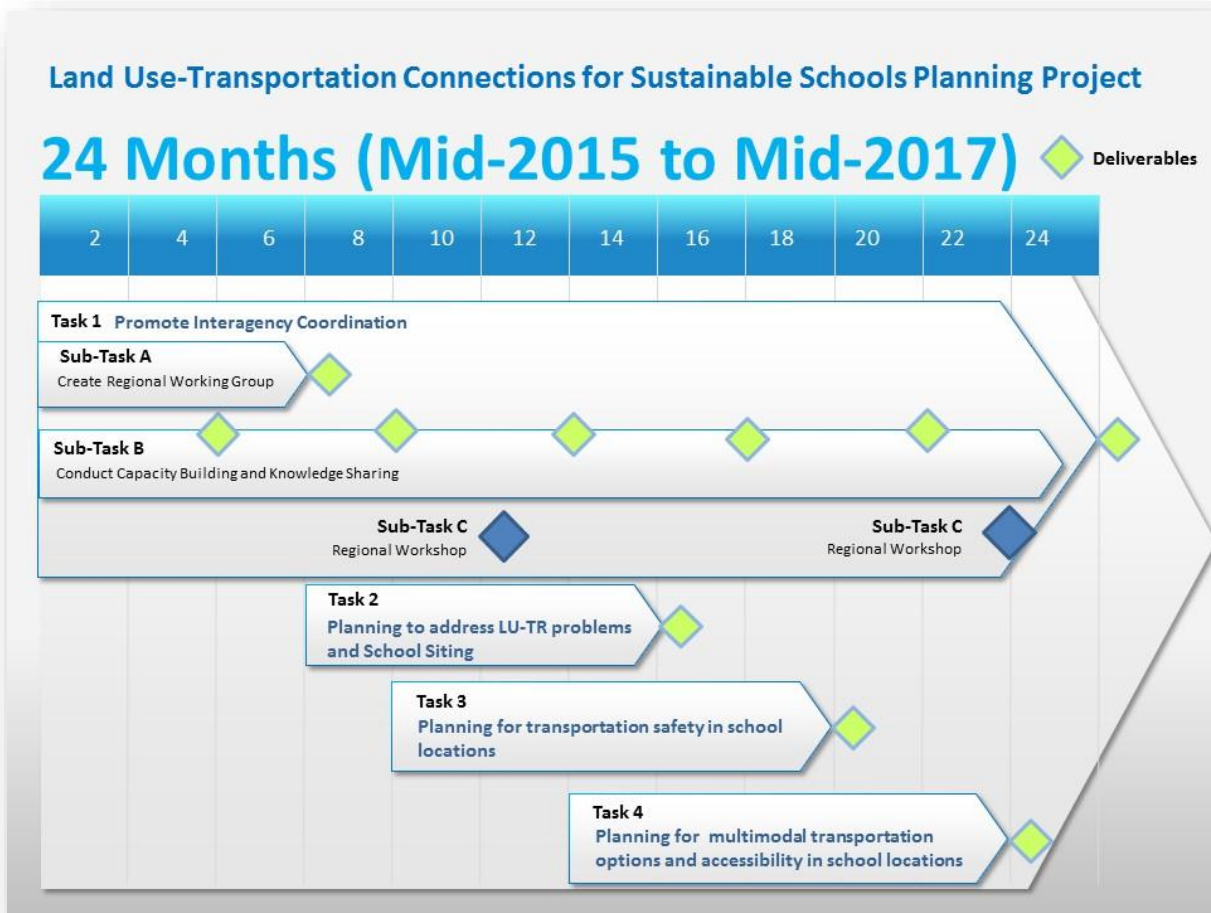 Land Use-Transportation Connections for Sustainable Schools Planning Project
24 Months (Mid-2015 to Mid-2017)
Deliverables
2 4 6 8 10 12 14 16 18 20 22 24
Task 1 Promote Interagency Coordination
Sub-Task A
Create Regional Working Group
Sub-Task B
Conduct Capacity Building and Knowledge Sharing
Sub-Task C
Regional Workshop
Sub-Task C
Regional Workshop
Task 2
Planning to address LU-TR problems
and School Siting
Task 3
Planning for transportation safety in school
locations
Task 4
Planning for multimodal transportation
options and accessibility in school locations